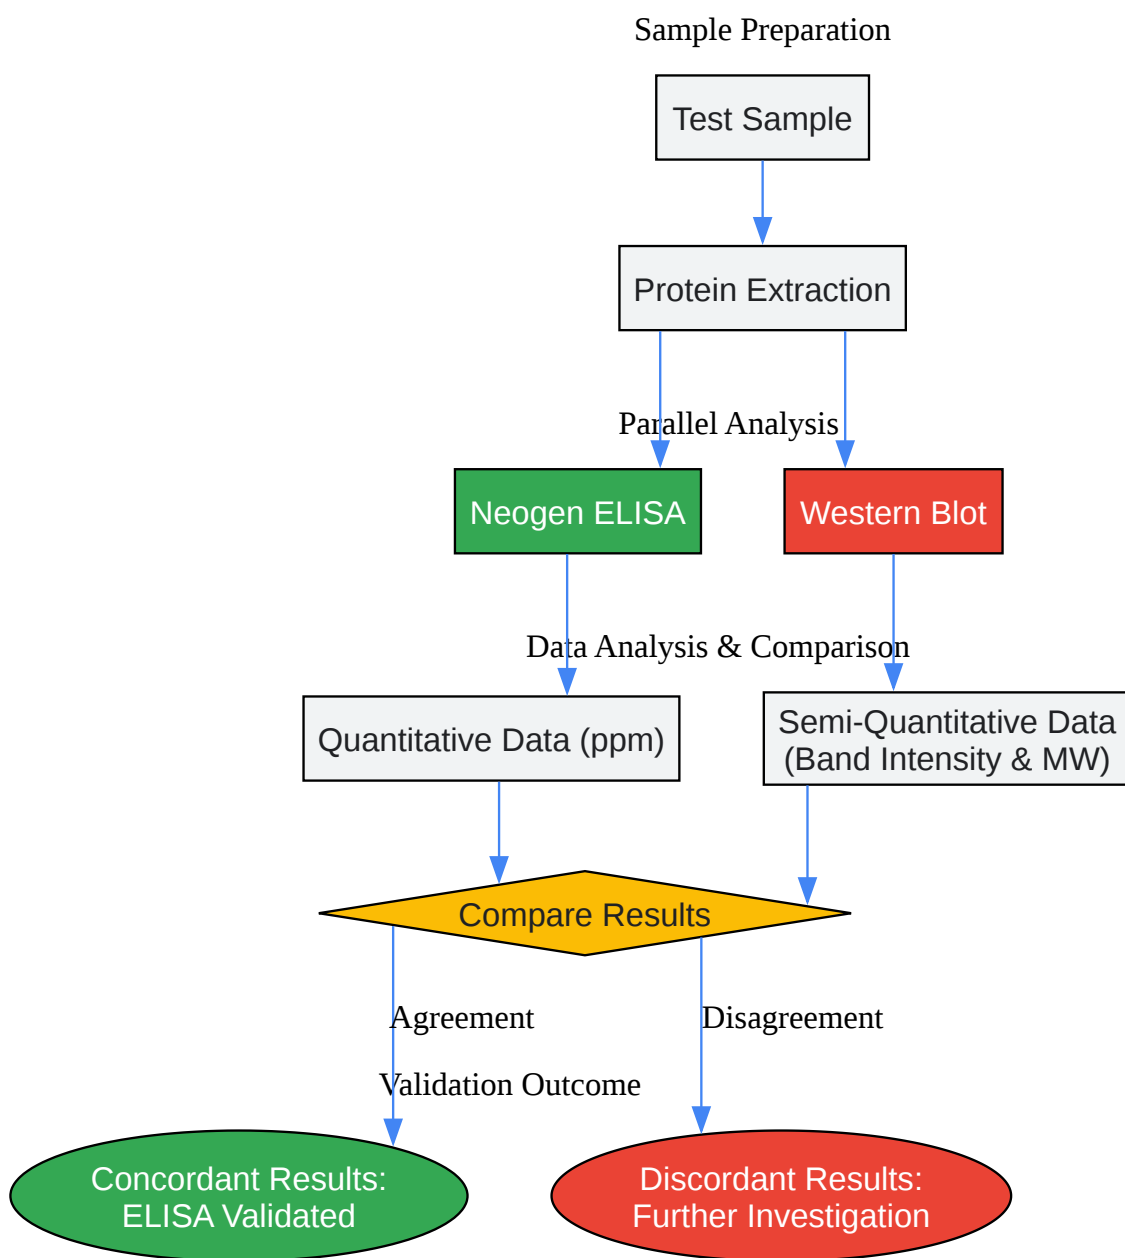 Sample Preparation
Test Sample
Protein Extraction
Parallel Analysis
Neogen ELISA
Western Blot
Data Analysis & Comparison
Quantitative Data (ppm)
Semi-Quantitative Data
(Band Intensity & MW)
Compare Results
Agreement
Disagreement
Validation Outcome
Concordant Results:
ELISA Validated
Discordant Results:
Further Investigation